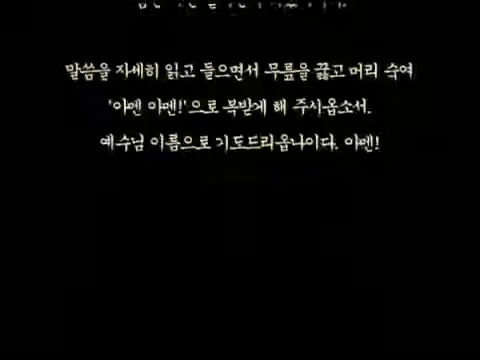 말씀을 자세히 읽고 들으면서 무릎을 꿇고 머리 숙여
'아멘 아멘!'으로 복받게 해 주시옵소서.
예수님 이름으로 기도드리옵나이다. 아멘!